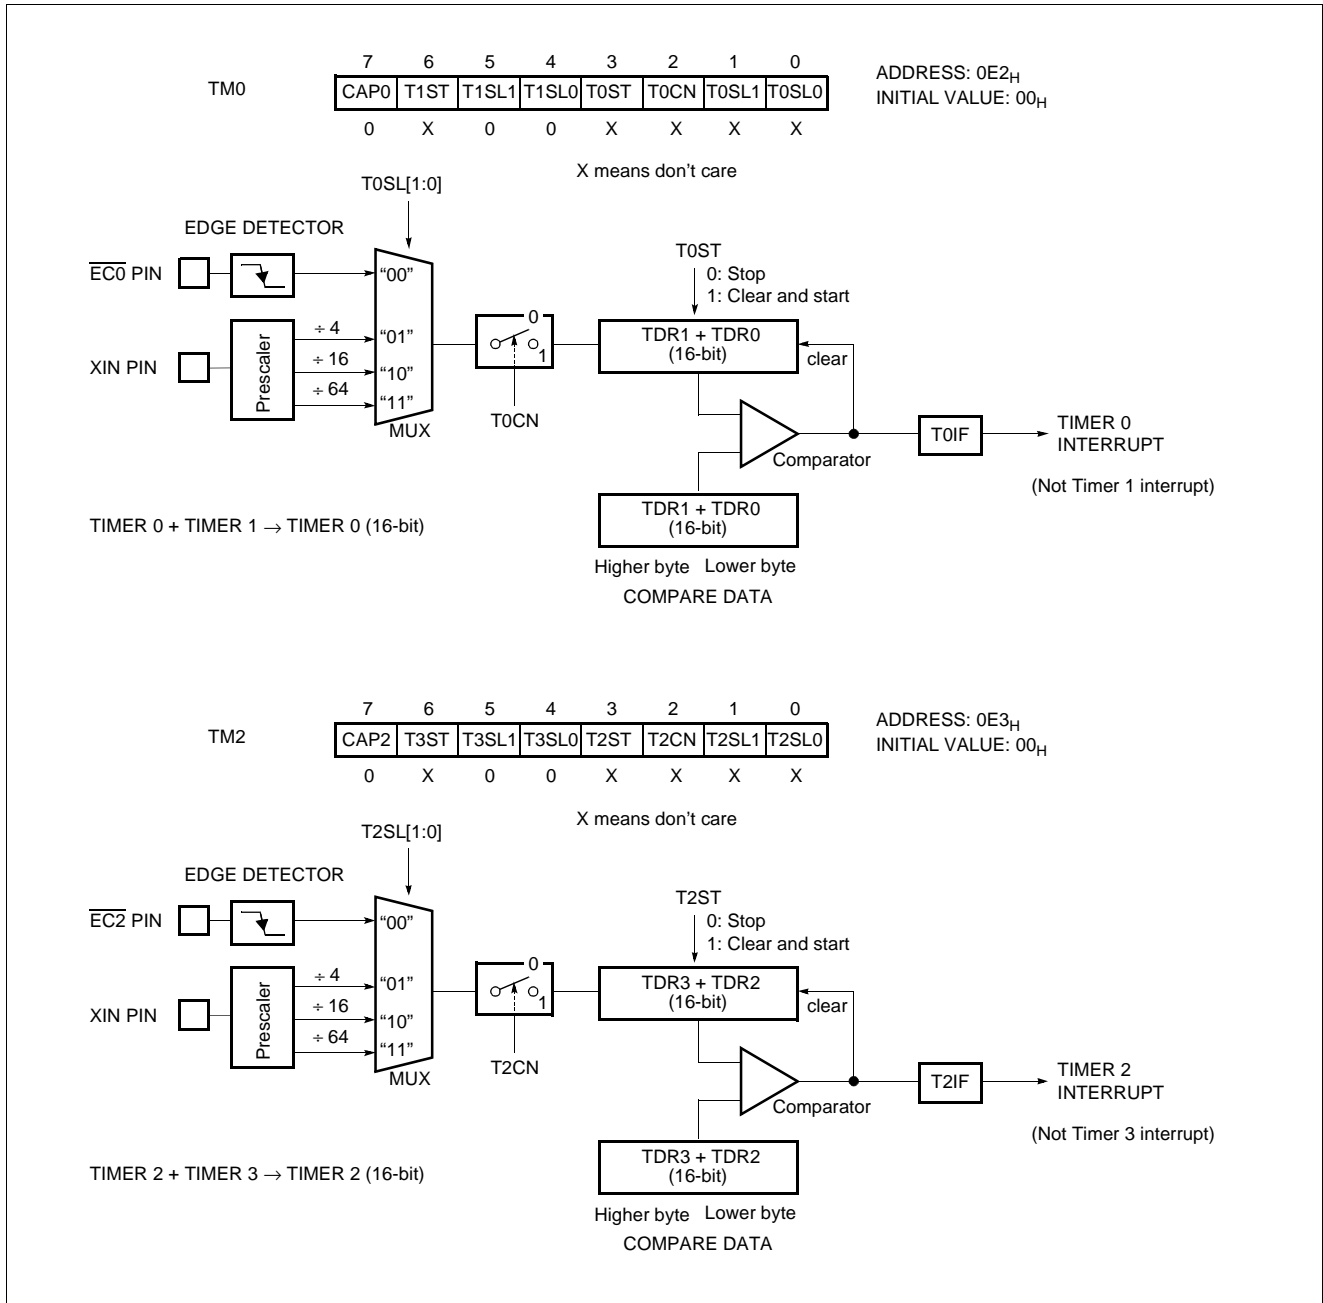 7 6 5 4 3 2 1 0
TM0 CAP0 T1ST T1SL1 T1SL0 T0ST T0CN T0SL1 T0SL0
ADDRESS: 0E2H
INITIAL VALUE: 00H
0 X 0 0 X X X X
X means don't care
T0SL[1:0]
EDGE DETECTOR
EC0 PIN
“00”
T0ST
0: Stop
1: Clear and start
XIN PIN
Prescaler
÷ 4
÷ 16
÷ 64
“01”
“10”
“11”
MUX
0
1
T0CN
TDR1 + TDR0
(16-bit)
clear
Comparator
T0IF
TIMER 0
INTERRUPT
(Not Timer 1 interrupt)
TDR1 + TDR0
(16-bit)
TIMER 0 + TIMER 1 → TIMER 0 (16-bit)
Higher byte Lower byte
COMPARE DATA
7 6 5 4 3 2 1 0
TM2 CAP2 T3ST T3SL1 T3SL0 T2ST T2CN T2SL1 T2SL0
ADDRESS: 0E3H
INITIAL VALUE: 00H
0 X 0 0 X X X X
X means don't care
T2SL[1:0]
EDGE DETECTOR
EC2 PIN
“00”
T2ST
0: Stop
1: Clear and start
XIN PIN
Prescaler
÷ 4
÷ 16
÷ 64
“01”
“10”
“11”
MUX
0
1
T2CN
TDR3 + TDR2
(16-bit)
clear
Comparator
T2IF
TIMER 2
INTERRUPT
(Not Timer 3 interrupt)
TDR3 + TDR2
(16-bit)
TIMER 2 + TIMER 3 → TIMER 2 (16-bit)
Higher byte Lower byte
COMPARE DATA